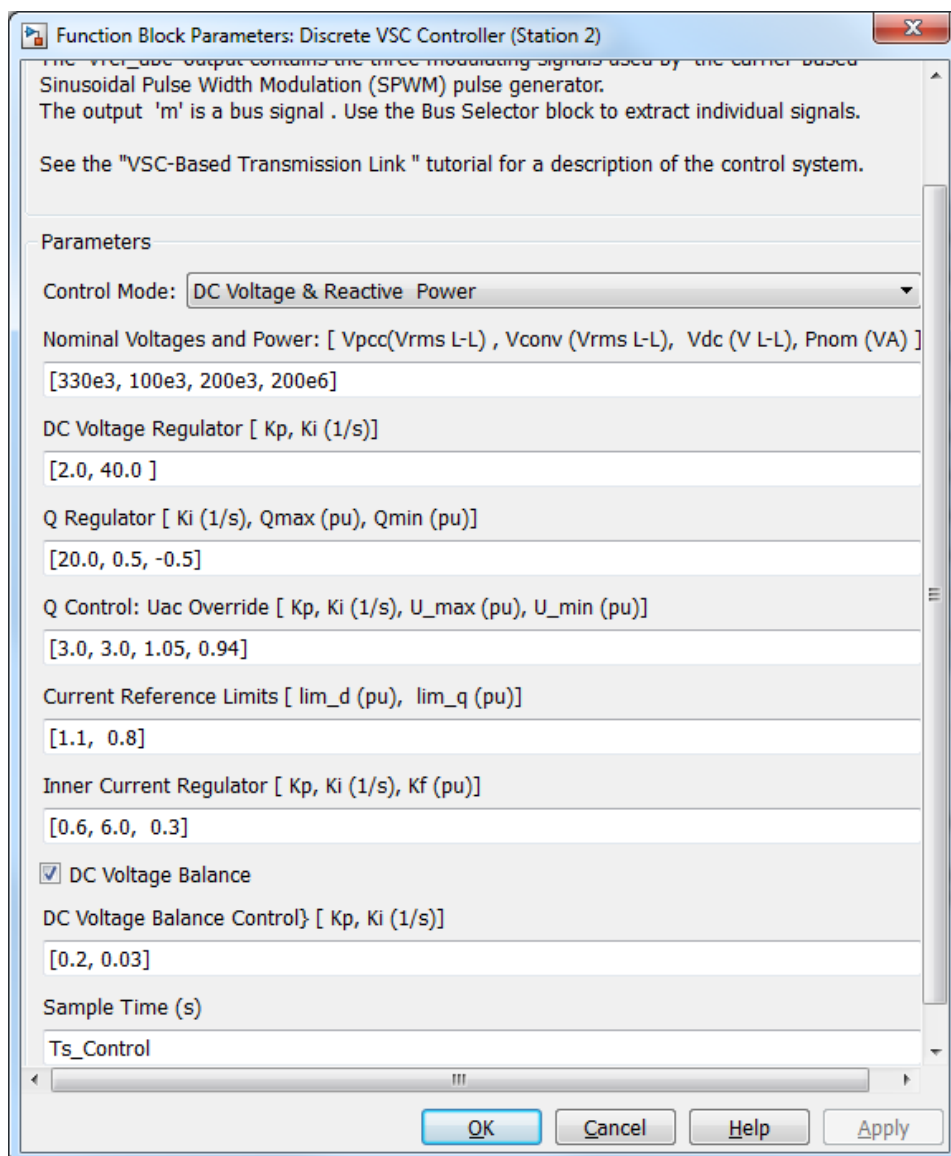 Function Block Parameters: Discrete VSC Controller (Station 2)
Sinusoidal Pulse Width Modulation (SPWM) pulse generator.
The output 'm' is a bus signal . Use the Bus Selector block to extract individual signals.
See the "VSC-Based Transmission Link " tutorial for a description of the control system.
Parameters
Control Mode: DC Voltage & Reactive Power
Nominal Voltages and Power: [ Vpcc(Vrms L-L) , Vconv (Vrms L-L), Vdc (V L-L), Pnom (VA) ]
[330e3, 100e3, 200e3, 200e6]
DC Voltage Regulator [ Kp, Ki (1/s)]
[2.0, 40.0 ]
Q Regulator [ Ki (1/s), Qmax (pu), Qmin (pu)]
[20.0, 0.5, -0.5]
Q Control: Uac Override [ Kp, Ki (1/s), U_max (pu), U_min (pu)]
[3.0, 3.0, 1.05, 0.94]
Current Reference Limits [ lim_d (pu), lim_q (pu)]
[1.1, 0.8]
Inner Current Regulator [ Kp, Ki (1/s), Kf (pu)]
[0.6, 6.0, 0.3]
DC Voltage Balance
DC Voltage Balance Control} [ Kp, Ki (1/s)]
[0.2, 0.03]
Sample Time (s)
Ts_Control
OK Cancel Help Apply